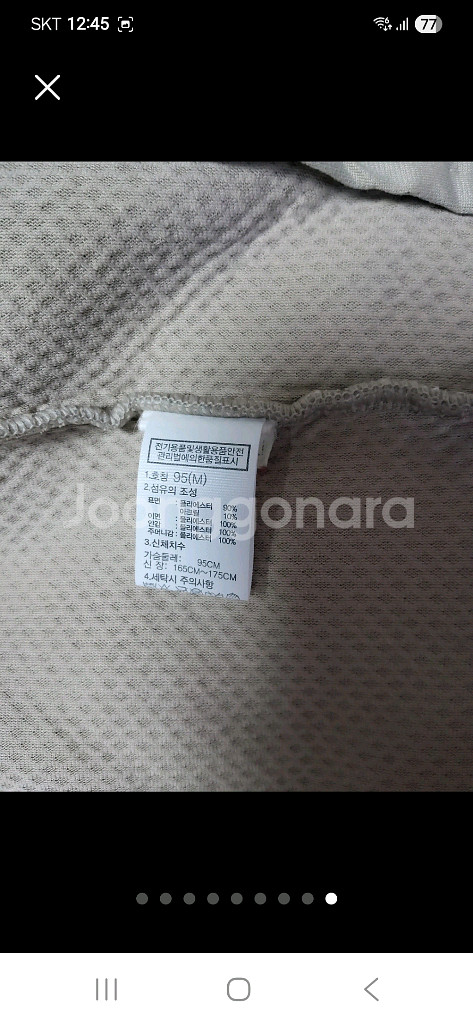 SKT 12:45
77
전기용품및생활용품안전
관리법에의한품질표시
1.호칭 95(M)
2.섬유의 조성
표면 : 폴리에스터 90%
10%
이면 : 폴리에스터 100%
안감 : 폴리에스터 100%
주머니감 : 폴리에스터 100%
3.신체치수
가슴둘레: 95CM
신 장: 165CM~175CM
4.세탁시 주의사항
gonara